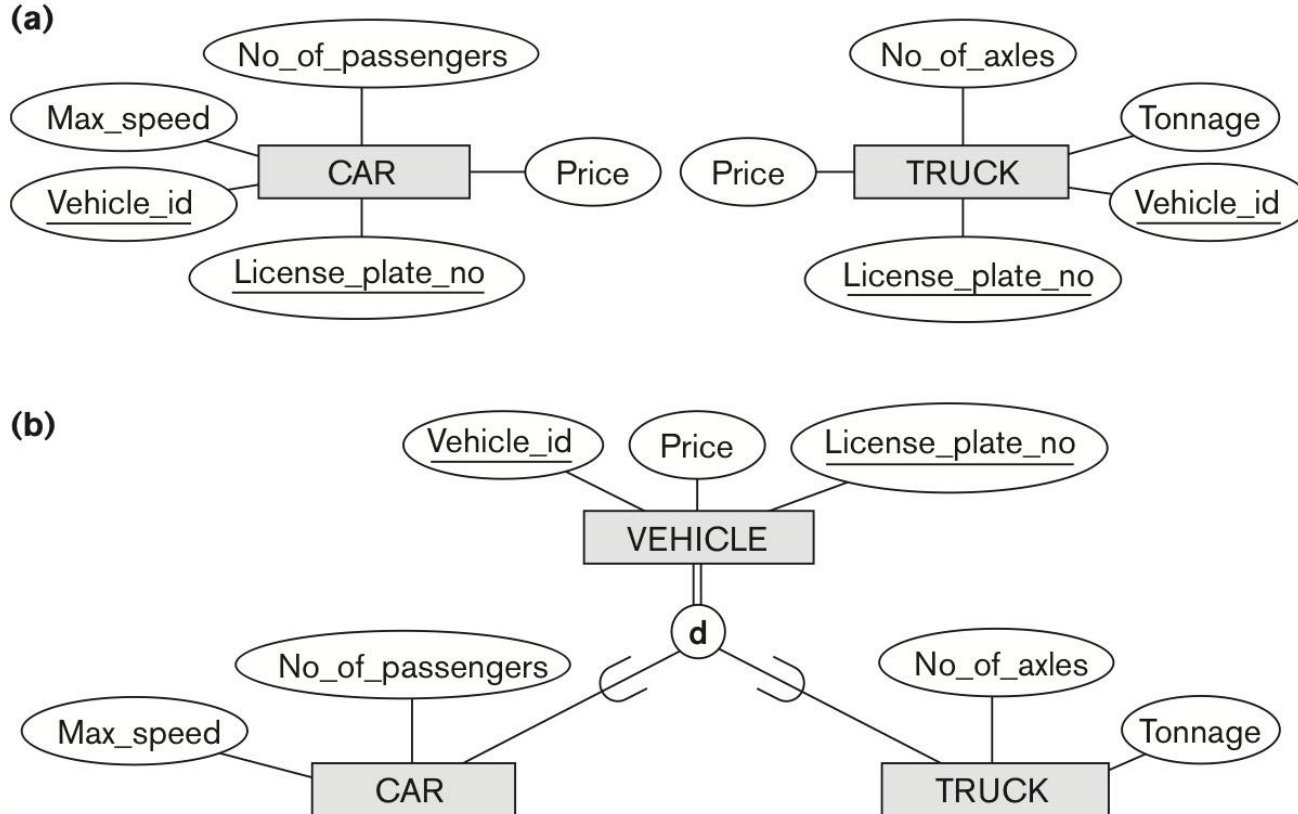 (a)
No_of_passengers
No_of_axles
Max_speed
Tonnage
CAR
Price
Price
TRUCK
Vehicle_id
Vehicle_id
License_plate_no
License_plate_no
(b)
Vehicle_id
Price
License_plate_no
VEHICLE
d
No_of_passengers
No_of_axles
Max_speed
Tonnage
CAR
TRUCK